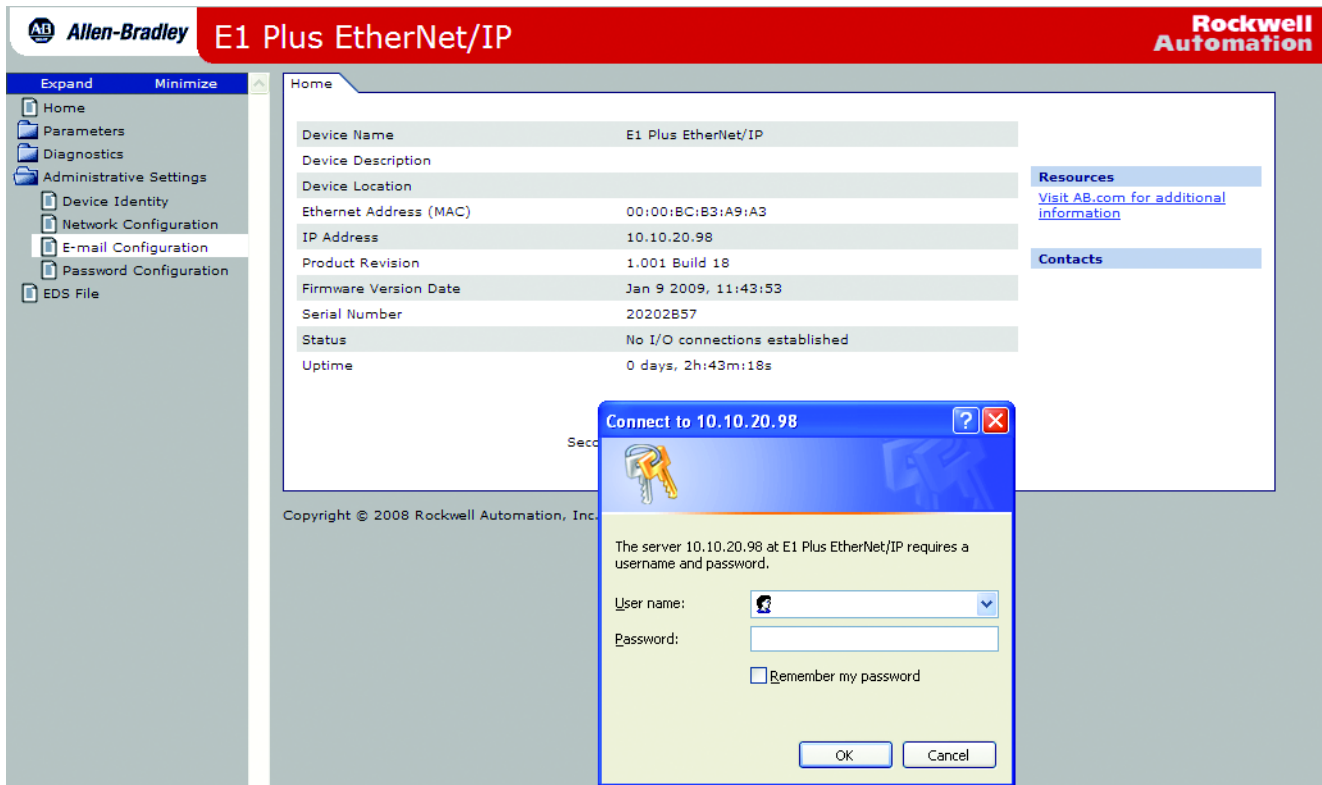 AB Allen-Bradley
E1 Plus EtherNet/IP
Rockwell
Automation
Expand Minimize
Home
Parameters
Diagnostics
Administrative Settings
Device Identity
Network Configuration
E-mail Configuration
Password Configuration
EDS File
Home
Device Name E1 Plus EtherNet/IP
Device Description
Device Location
Ethernet Address (MAC) 00:00:BC:B3:A9:A3
IP Address 10.10.20.98
Product Revision 1.001 Build 18
Firmware Version Date Jan 9 2009, 11:43:53
Serial Number 20202B57
Status No I/O connections established
Uptime 0 days, 2h:43m:18s
Resources
Visit AB.com for additional
information
Contacts
Seco
Copyright © 2008 Rockwell Automation, Inc.
Connect to 10.10.20.98
The server 10.10.20.98 at E1 Plus EtherNet/IP requires a
username and password.
User name:
Password:
Remember my password
OK Cancel